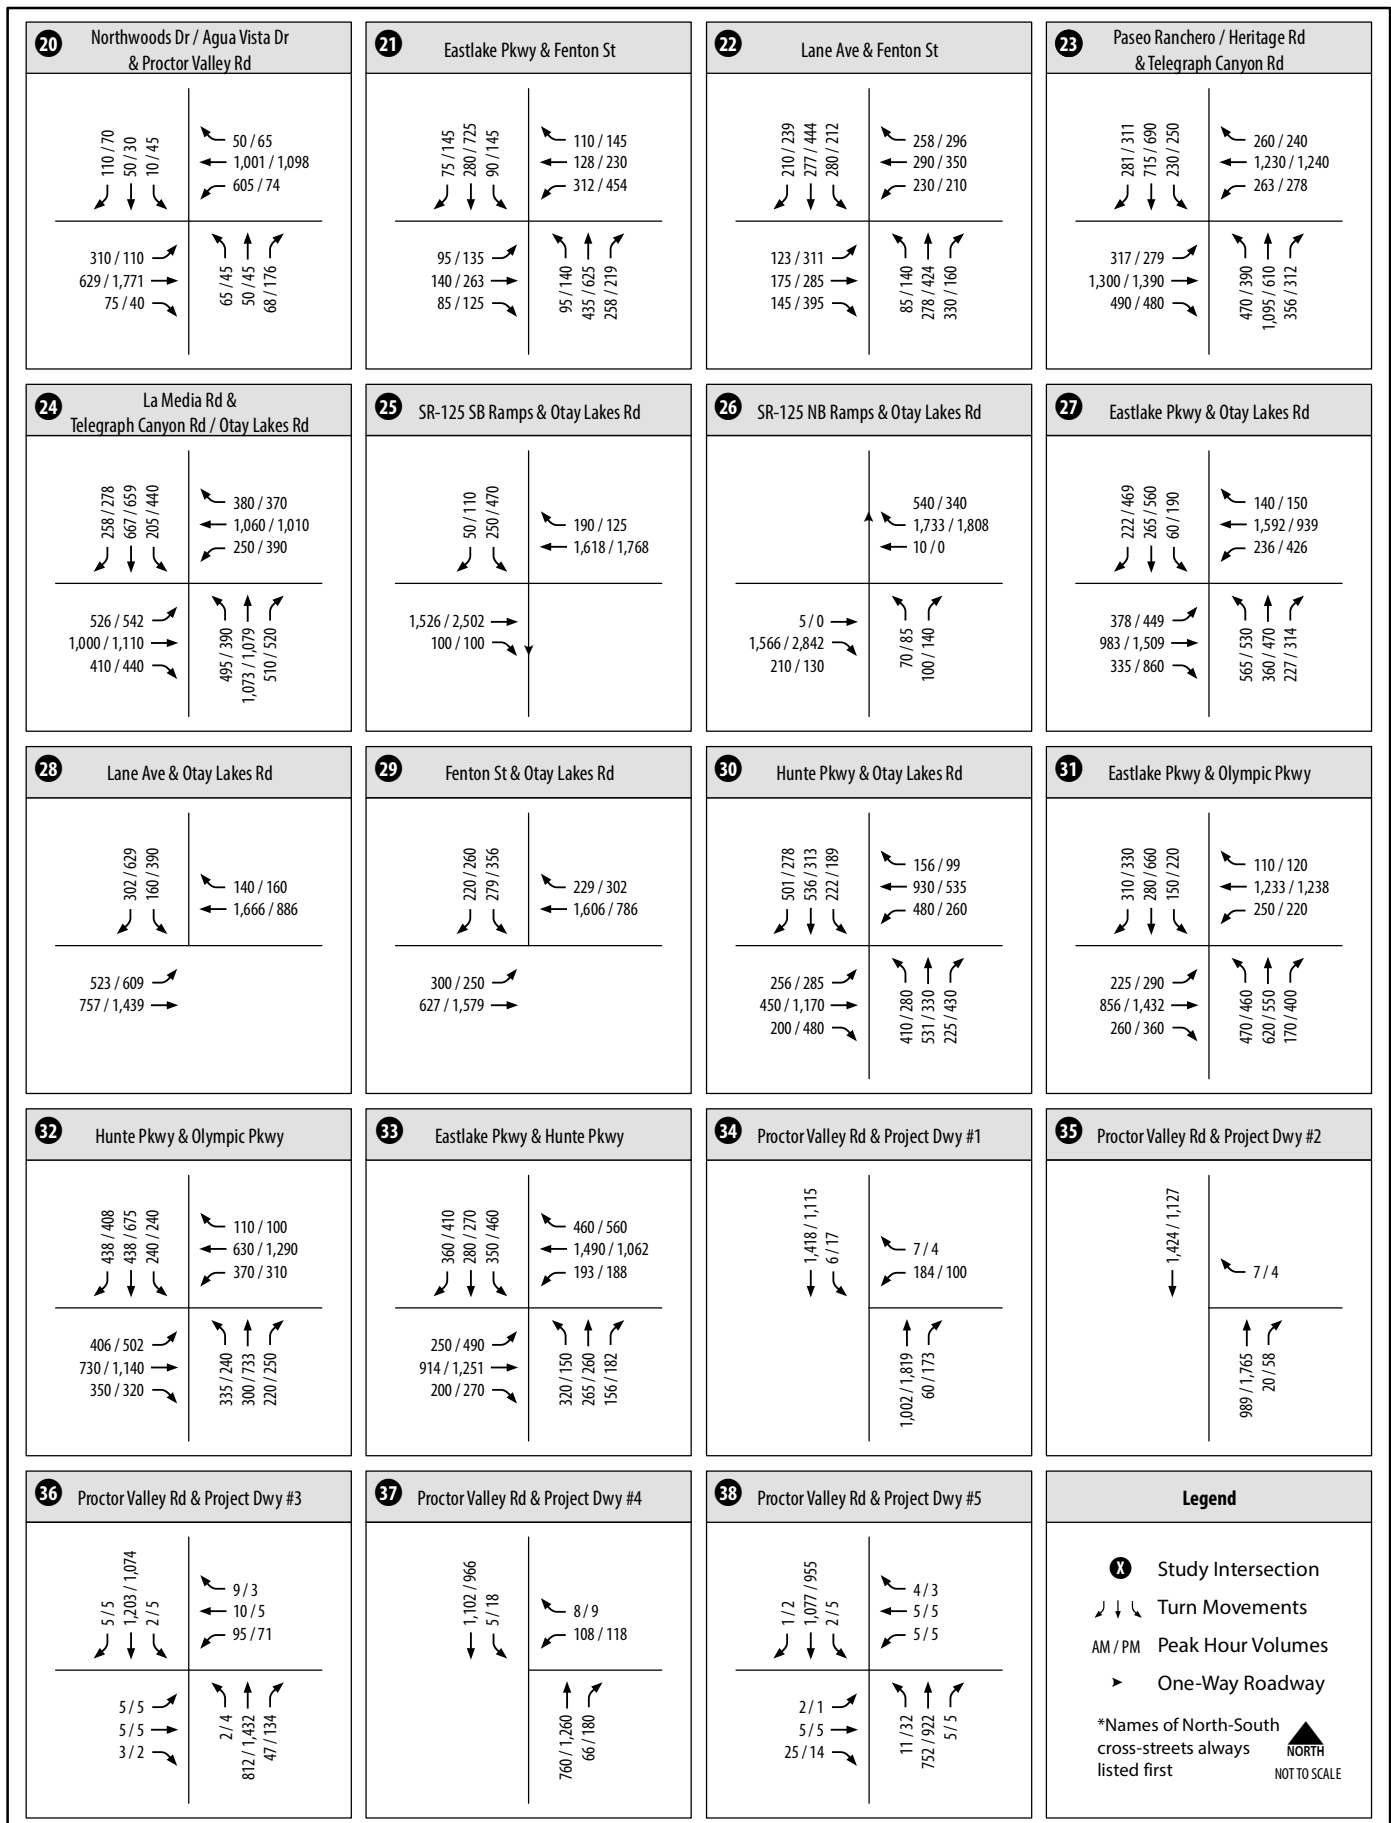 20
Northwoods Dr / Agua Vista Dr
& Proctor Valley Rd
110 / 70
50 / 30
10 / 45
50 / 65
1,001 / 1,098
605 / 74
310 / 110
629 / 1,771
75 / 40
65 / 45
50 / 45
68 / 176
21
Eastlake Pkwy & Fenton St
75 / 145
280 / 725
90 / 145
110 / 145
128 / 230
312 / 454
95 / 135
140 / 263
85 / 125
95 / 140
435 / 625
258 / 219
22
Lane Ave & Fenton St
210 / 239
277 / 444
280 / 212
258 / 296
290 / 350
230 / 210
123 / 311
175 / 285
145 / 395
85 / 140
278 / 424
330 / 160
23
Paseo Ranchero / Heritage Rd
& Telegraph Canyon Rd
281 / 311
715 / 690
230 / 250
260 / 240
1,230 / 1,240
263 / 278
317 / 279
1,300 / 1,390
490 / 480
470 / 390
1,095 / 610
356 / 312
24
La Media Rd &
Telegraph Canyon Rd / Otay Lakes Rd
258 / 278
667 / 659
205 / 440
380 / 370
1,060 / 1,010
250 / 390
526 / 542
1,000 / 1,110
410 / 440
495 / 390
1,073 / 1,079
510 / 520
25
SR-125 SB Ramps & Otay Lakes Rd
50 / 110
250 / 470
190 / 125
1,618 / 1,768
1,526 / 2,502
100 / 100
26
SR-125 NB Ramps & Otay Lakes Rd
540 / 340
1,733 / 1,808
10 / 0
5 / 0
1,566 / 2,842
210 / 130
70 / 85
100 / 140
27
Eastlake Pkwy & Otay Lakes Rd
222 / 469
265 / 560
60 / 190
140 / 150
1,592 / 939
236 / 426
378 / 449
983 / 1,509
335 / 860
565 / 530
360 / 470
227 / 314
28
Lane Ave & Otay Lakes Rd
302 / 629
160 / 390
140 / 160
1,666 / 886
523 / 609
757 / 1,439
29
Fenton St & Otay Lakes Rd
220 / 260
279 / 356
229 / 302
1,606 / 786
300 / 250
627 / 1,579
30
Hunte Pkwy & Otay Lakes Rd
501 / 278
536 / 313
222 / 189
156 / 99
930 / 535
480 / 260
256 / 285
450 / 1,170
200 / 480
410 / 280
531 / 330
225 / 430
31
Eastlake Pkwy & Olympic Pkwy
310 / 330
280 / 660
150 / 220
110 / 120
1,233 / 1,238
250 / 220
225 / 290
856 / 1,432
260 / 360
470 / 460
620 / 550
170 / 400
32
Hunte Pkwy & Olympic Pkwy
438 / 408
438 / 675
240 / 240
110 / 100
630 / 1,290
370 / 310
406 / 502
730 / 1,140
350 / 320
335 / 240
300 / 733
220 / 250
33
Eastlake Pkwy & Hunte Pkwy
360 / 410
280 / 270
350 / 460
460 / 560
1,490 / 1,062
193 / 188
250 / 490
914 / 1,251
200 / 270
320 / 150
265 / 260
156 / 182
34
Proctor Valley Rd & Project Dwy #1
1,418 / 1,115
6 / 17
7 / 4
184 / 100
1,002 / 1,819
60 / 173
35
Proctor Valley Rd & Project Dwy #2
1,424 / 1,127
7 / 4
989 / 1,765
20 / 58
36
Proctor Valley Rd & Project Dwy #3
5 / 5
1,203 / 1,074
2 / 5
9 / 3
10 / 5
95 / 71
5 / 5
5 / 5
3 / 2
2 / 4
812 / 1,432
47 / 134
37
Proctor Valley Rd & Project Dwy #4
1,102 / 966
5 / 18
8 / 9
108 / 118
760 / 1,260
66 / 180
38
Proctor Valley Rd & Project Dwy #5
1 / 2
1,077 / 955
2 / 5
4 / 3
5 / 5
5 / 5
2 / 1
5 / 5
25 / 14
11 / 32
752 / 922
5 / 5
Legend
X Study Intersection
Turn Movements
AM / PM Peak Hour Volumes
One-Way Roadway
*Names of North-South
cross-streets always
listed first
NORTH
NOT TO SCALE